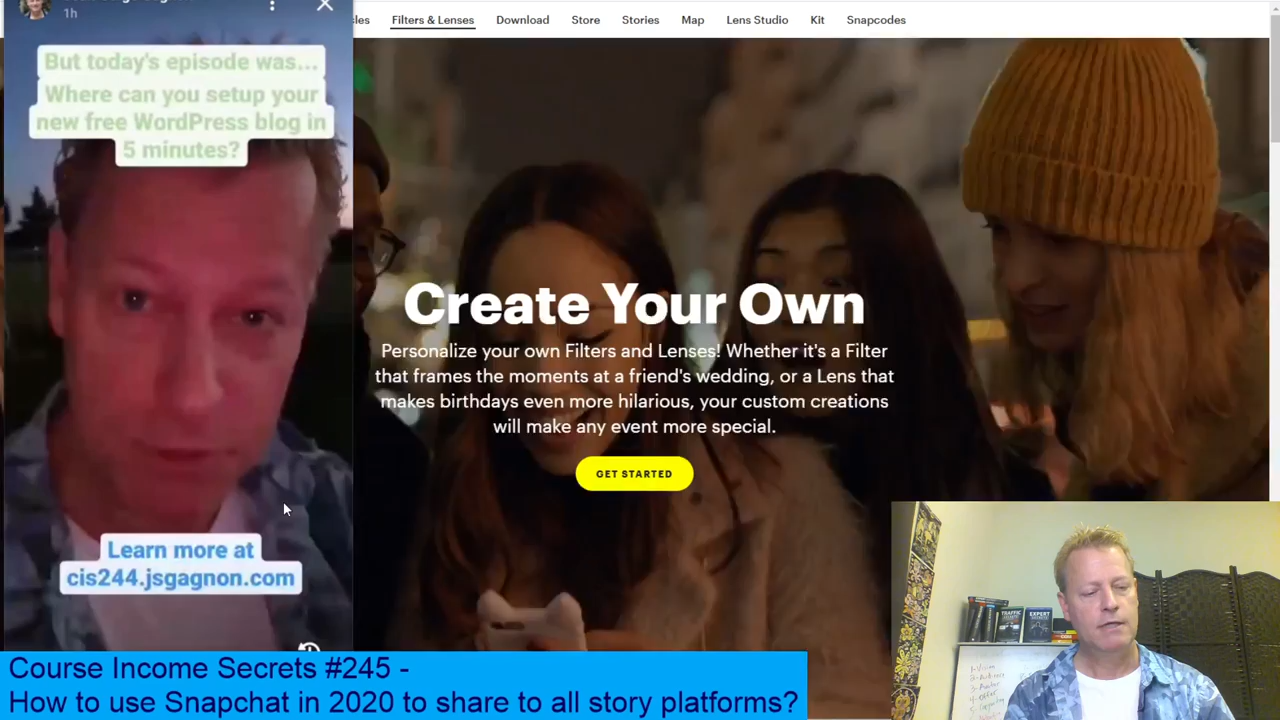 1h
Filters & Lenses Download Store Stories Map Lens Studio Kit Snapcodes
But today's episode was...
Where can you setup your
new free WordPress blog in
5 minutes?
Create Your Own
Personalize your own Filters and Lenses! Whether it's a Filter
that frames the moments at a friend's wedding, or a Lens that
makes birthdays even more hilarious, your custom creations
will make any event more special.
GET STARTED
Learn more at
cis244.jsgagnon.com
TRAFFIC
EXPERT
Course Income Secrets #245 -
How to use Snapchat in 2020 to share to all story platforms?